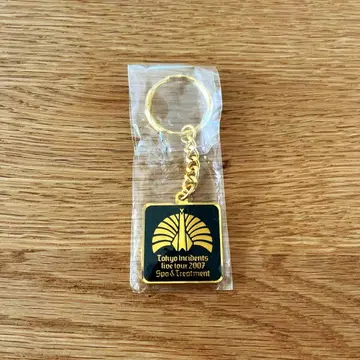 Tokyo Incidents
live tour 2007
Spa & Treatment